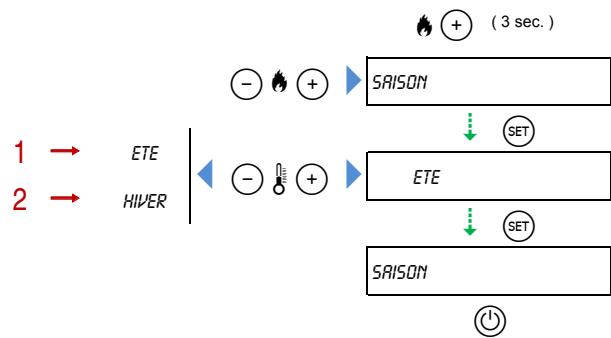 + ( 3 sec. )
- + SAISON
SET
1 ETE
2 HIVER
- + ETE
SET
SAISON